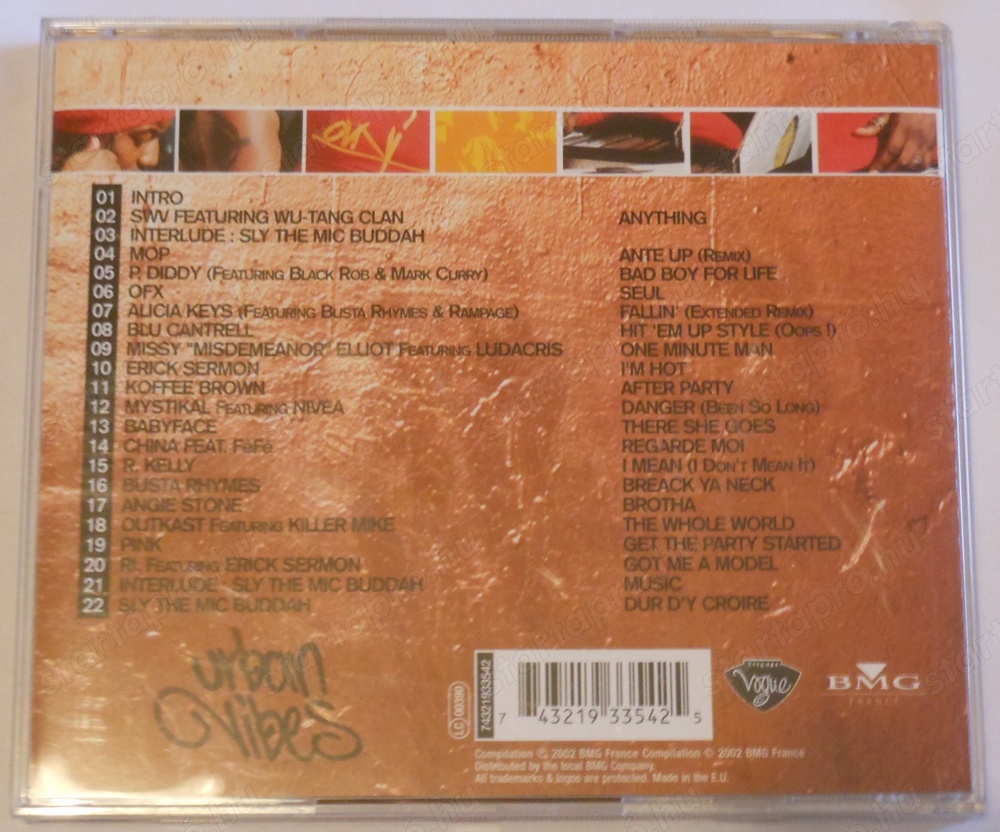 01 INTRO
02 SWV FEATURING WU-TANG CLAN ANYTHING
03 INTERLUDE : SLY THE MIC BUDDAH
04 MOP ANTE UP (REMIX)
05 P. DIDDY (FEATURING BLACK ROB & MARK CURRY) BAD BOY FOR LIFE
06 OFX SEUL
07 ALICIA KEYS (FEATURING BUSTA RHYMES & RAMPAGE) FALLIN' (EXTENDED REMIX)
08 BLU CANTRELL HIT 'EM UP STYLE (OOPS !)
09 MISSY "MISDEMEANOR" ELLIOT FEATURING LUDACRIS ONE MINUTE MAN
10 ERICK SERMON I'M HOT
11 KOFFEE BROWN AFTER PARTY
12 MYSTIKAL FEATURING NIVEA DANGER (BEEN SO LONG)
13 BABYFACE THERE SHE GOES
14 CHINA FEAT. FéFé REGARDE MOI
15 R. KELLY I MEAN (I DON'T MEAN IT)
16 BUSTA RHYMES BREACK YA NECK
17 ANGIE STONE BROTHA
18 OUTKAST FEATURING KILLER MIKE THE WHOLE WORLD
19 PINK GET THE PARTY STARTED
20 RL FEATURING ERICK SERMON GOT ME A MODEL
21 INTERLUDE : SLY THE MIC BUDDAH MUSIC
22 SLY THE MIC BUDDAH DUR D'Y CROIRE
urban
vibes
LC 00390
74321933542
7 43219 33542 5
Vogue
BMG
FRANCE
Compilation ℗ 2002 BMG France Compilation © 2002 BMG France
Distributed by the local BMG Company.
All trademarks & logos are protected. Made in the E.U.
startapro.hu